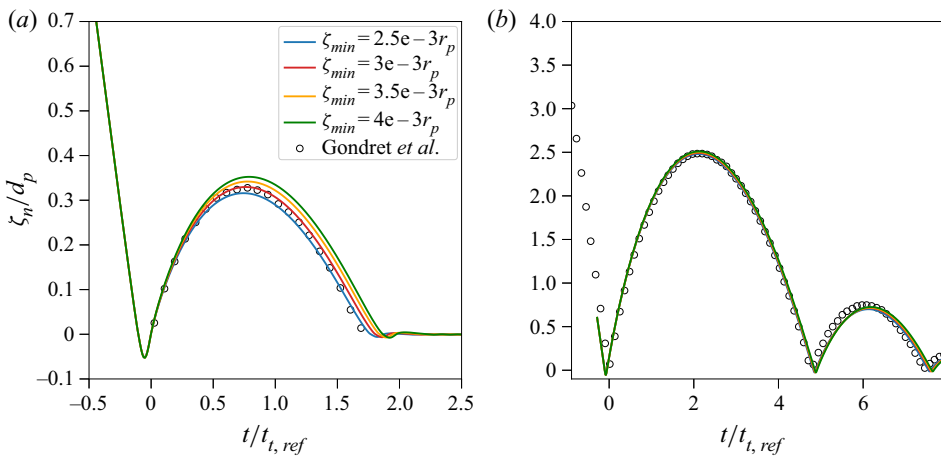 (a)
0.7
0.6
0.5
0.4
0.3
0.2
0.1
0
–0.1
ζn/dp
ζmin = 2.5e – 3rp
ζmin = 3e – 3rp
ζmin = 3.5e – 3rp
ζmin = 4e – 3rp
Gondret et al.
–0.5 0 0.5 1.0 1.5 2.0 2.5
t/tt, ref
(b)
4.0
3.5
3.0
2.5
2.0
1.5
1.0
0.5
0
0 2 4 6
t/tt, ref